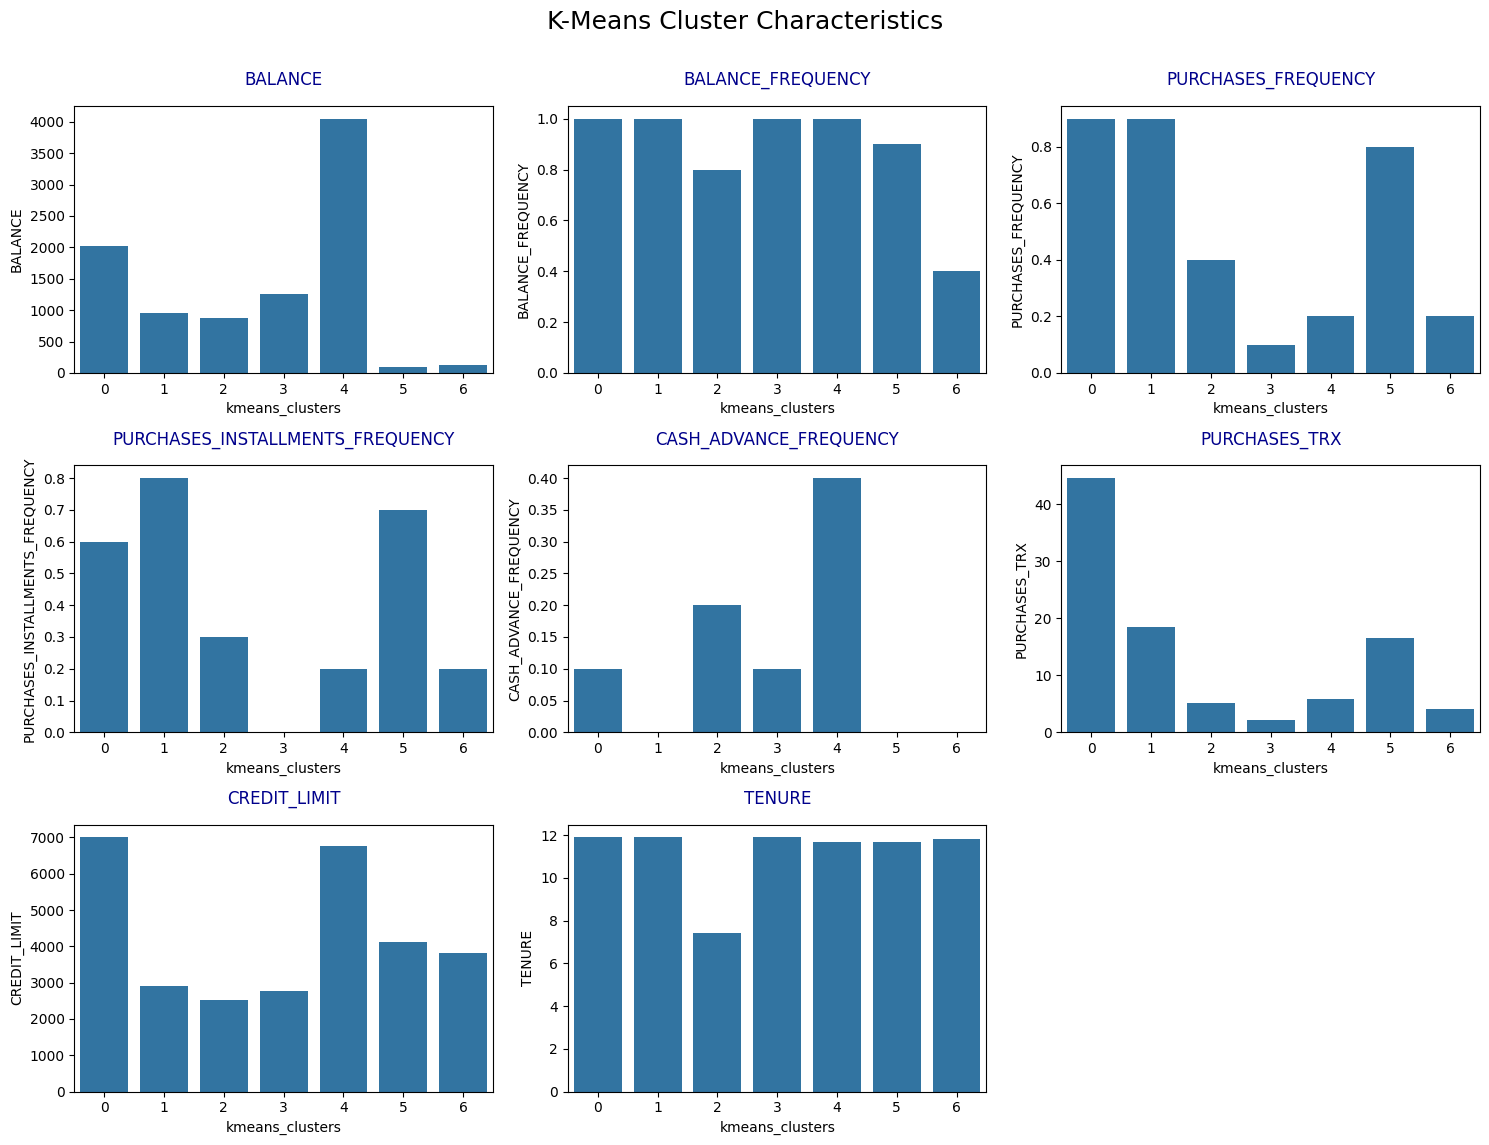 K-Means Cluster Characteristics
BALANCE
BALANCE
4000
3500
3000
2500
2000
1500
1000
500
0
0 1 2 3 4 5 6
kmeans_clusters
BALANCE_FREQUENCY
BALANCE_FREQUENCY
1.0
0.8
0.6
0.4
0.2
0.0
0 1 2 3 4 5 6
kmeans_clusters
PURCHASES_FREQUENCY
PURCHASES_FREQUENCY
0.8
0.6
0.4
0.2
0.0
0 1 2 3 4 5 6
kmeans_clusters
PURCHASES_INSTALLMENTS_FREQUENCY
PURCHASES_INSTALLMENTS_FREQUENCY
0.8
0.7
0.6
0.5
0.4
0.3
0.2
0.1
0.0
0 1 2 3 4 5 6
kmeans_clusters
CASH_ADVANCE_FREQUENCY
CASH_ADVANCE_FREQUENCY
0.40
0.35
0.30
0.25
0.20
0.15
0.10
0.05
0.00
0 1 2 3 4 5 6
kmeans_clusters
PURCHASES_TRX
PURCHASES_TRX
40
30
20
10
0
0 1 2 3 4 5 6
kmeans_clusters
CREDIT_LIMIT
CREDIT_LIMIT
7000
6000
5000
4000
3000
2000
1000
0
0 1 2 3 4 5 6
kmeans_clusters
TENURE
TENURE
12
10
8
6
4
2
0
0 1 2 3 4 5 6
kmeans_clusters